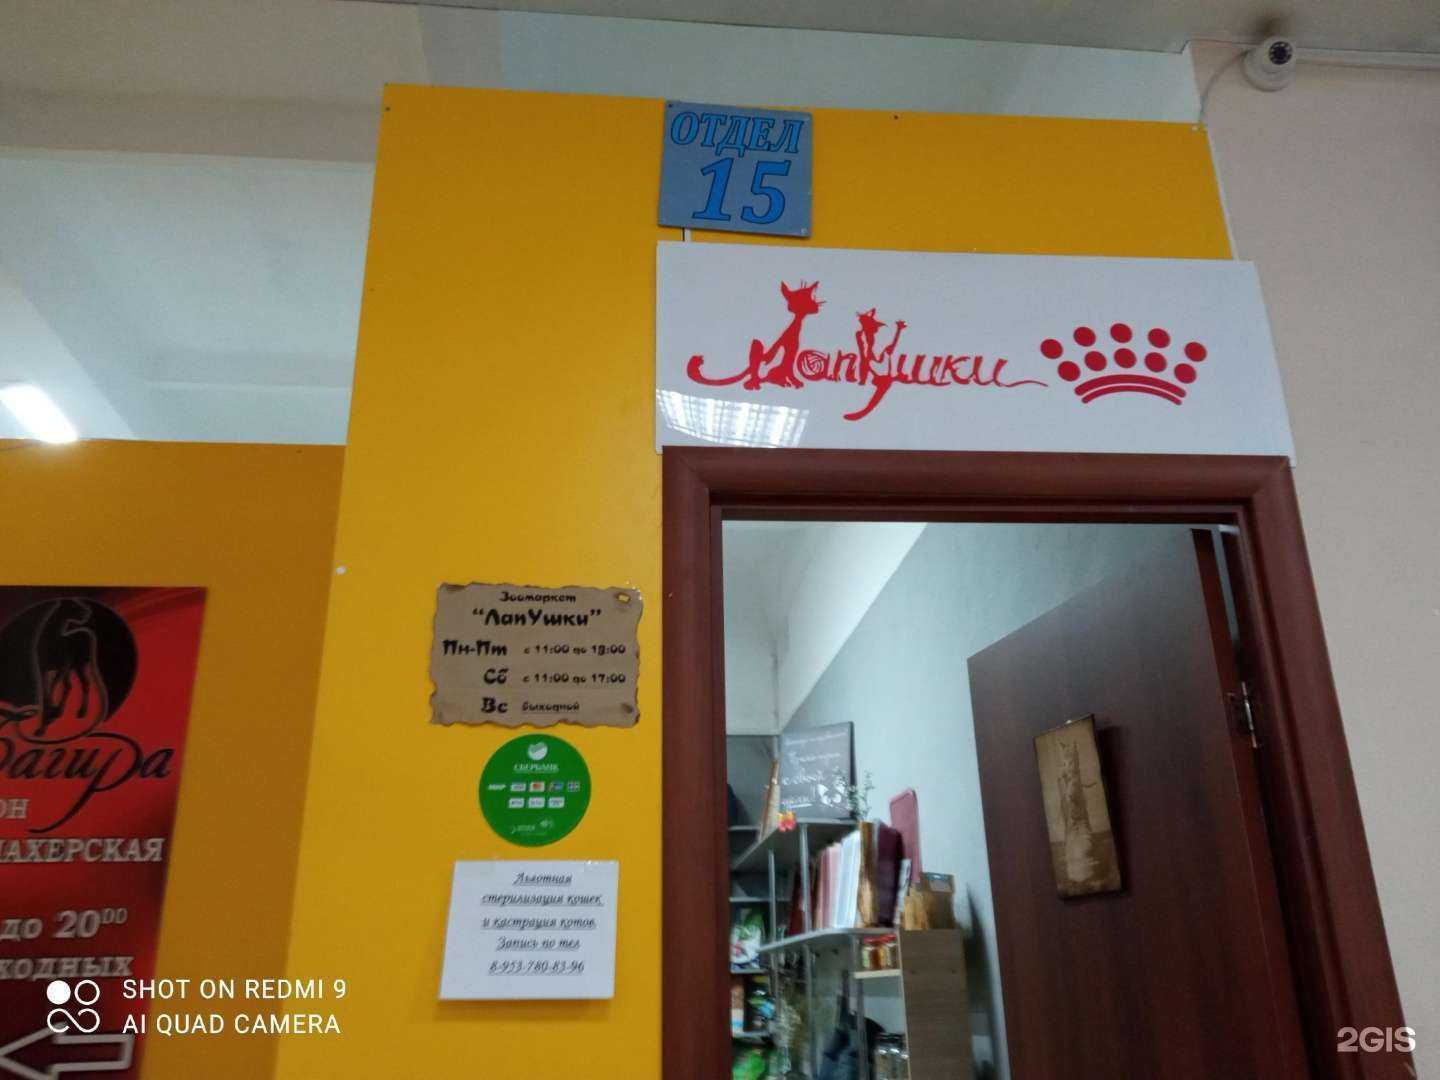 ОТДЕЛ
15
ЛапУшки
Зоомаркет
“ЛапУшки”
Пн-Пт с 11:00 до 18:00
Сб с 11:00 до 17:00
Вс выходной
СБЕРБАНК
МИР
Льготная
стерилизация кошек
и кастрация котов.
Запись по тел
8-953-780-83-96
Багира
ОН
МАХЕРСКАЯ
до 20⁰⁰
ХОДНЫХ
SHOT ON REDMI 9
AI QUAD CAMERA
2GIS